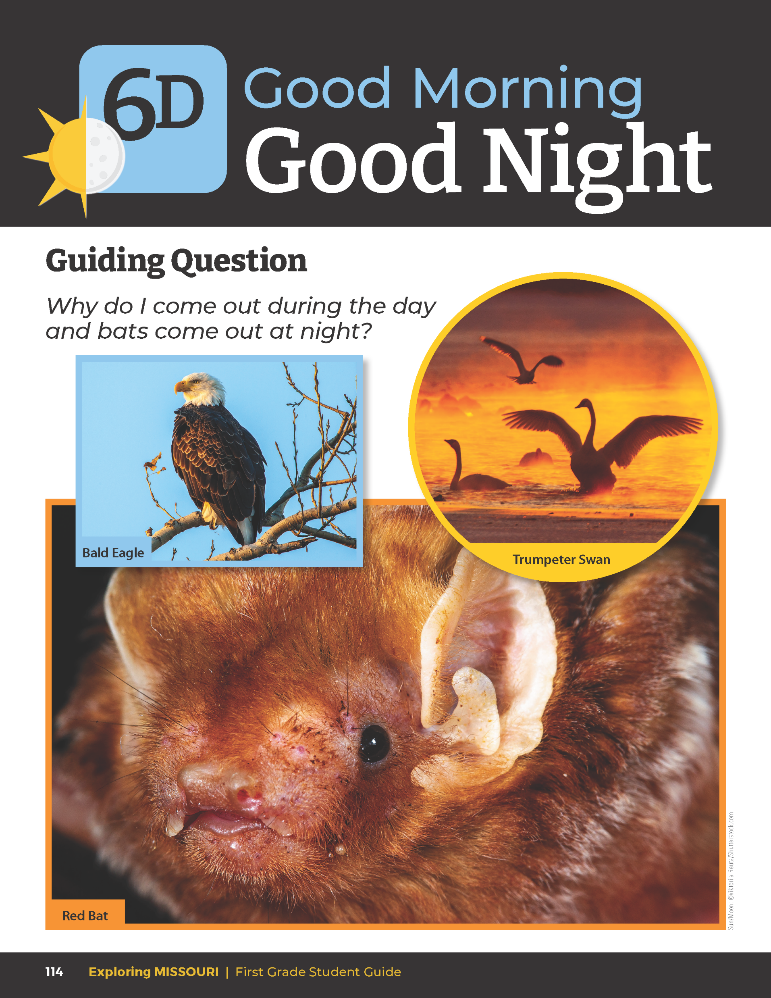 6D
Good Morning
Good Night
Guiding Question
Why do I come out during the day
and bats come out at night?
Bald Eagle
Trumpeter Swan
Red Bat
114 Exploring MISSOURI | First Grade Student Guide